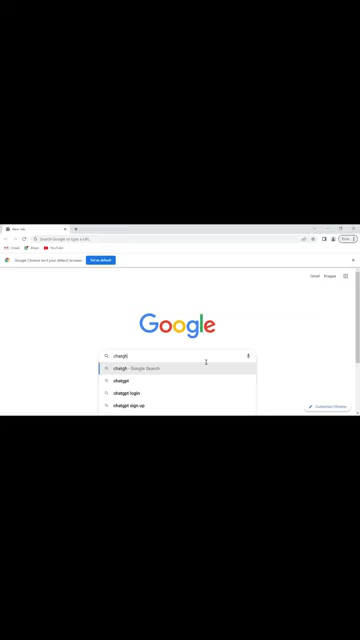 New Tab
Search Google or type a URL
Error
Gmail Maps YouTube
Google Chrome isn't your default browser Set as default
Gmail Images
Google
chatgh
chatgh - Google Search
chatgpt
chatgpt login
chatgpt sign up
Customize Chrome